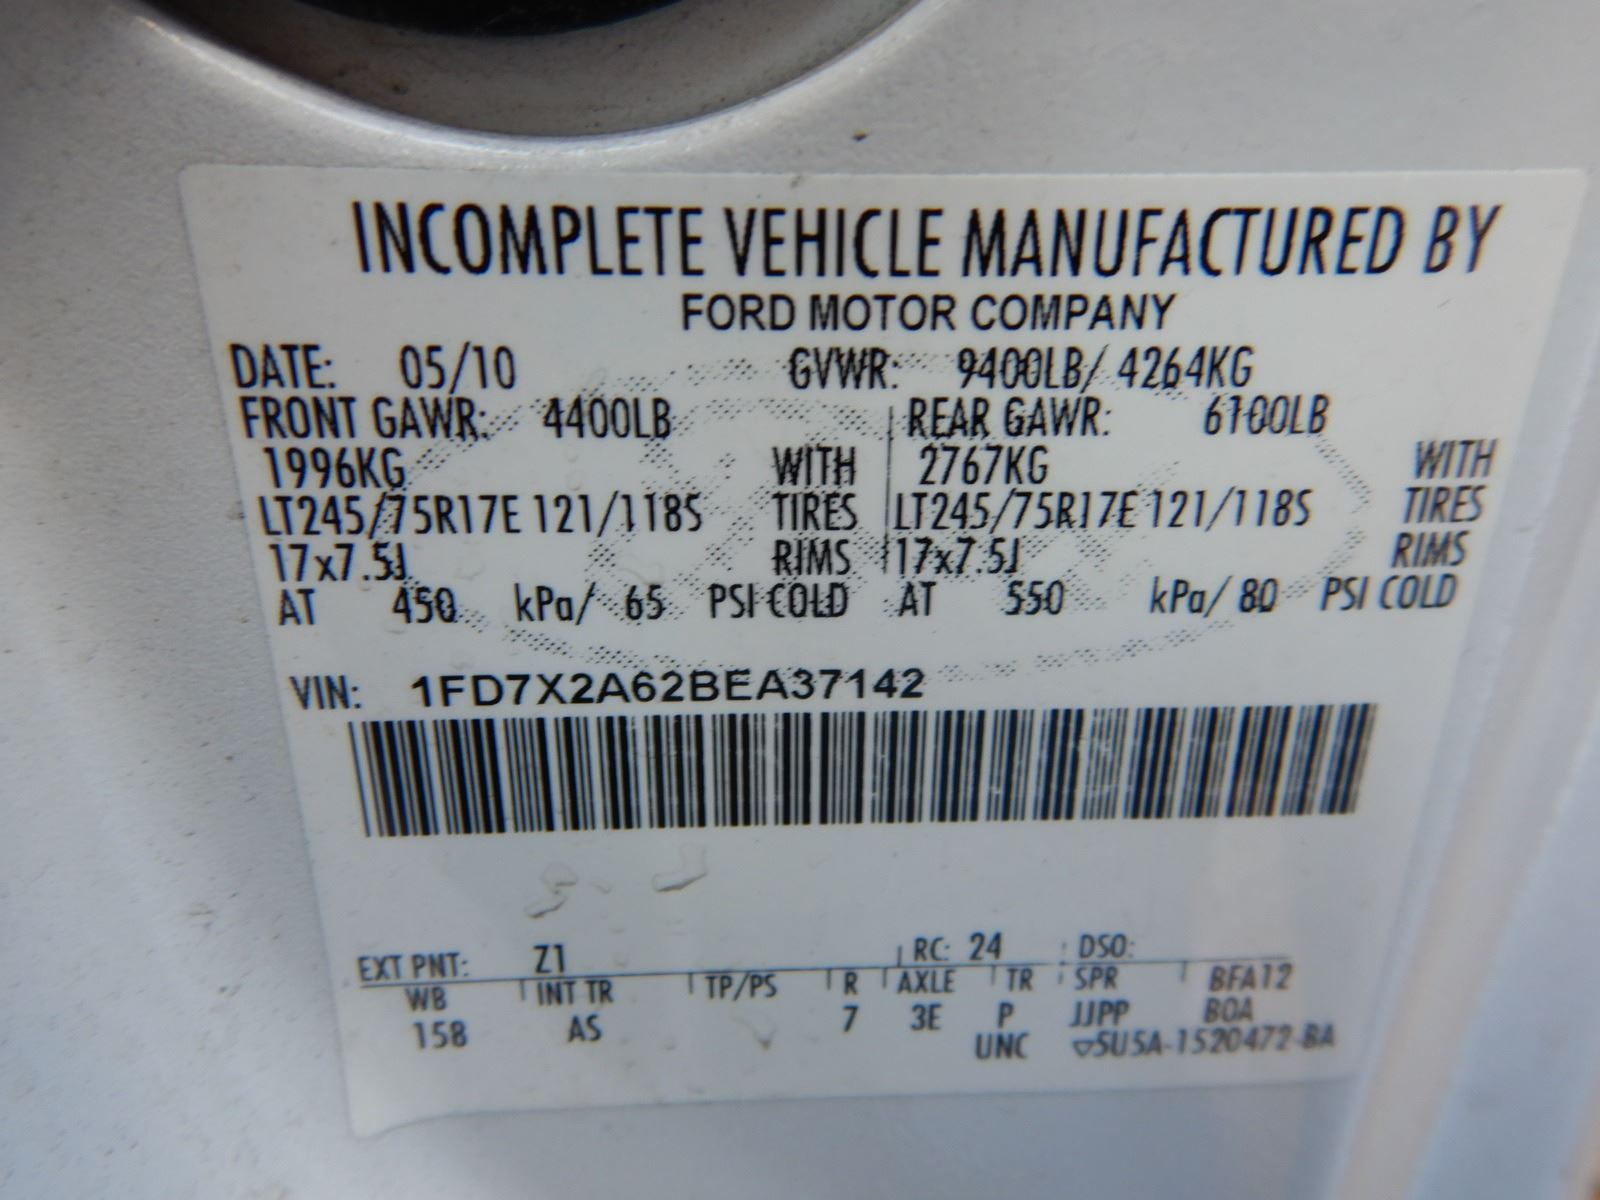 INCOMPLETE VEHICLE MANUFACTURED BY
FORD MOTOR COMPANY
DATE: 05/10 GVWR: 9400LB/ 4264KG
FRONT GAWR: 4400LB REAR GAWR: 6100LB
1996KG WITH 2767KG WITH
LT245/75R17E 121/118S TIRES LT245/75R17E 121/118S TIRES
17x7.5J RIMS 17x7.5J RIMS
AT 450 kPa/ 65 PSI COLD AT 550 kPa/ 80 PSI COLD
VIN: 1FD7X2A62BEA37142
EXT PNT: Z1 RC: 24 DSO:
WB INT TR TP/PS R AXLE TR SPR BFA12
158 AS 7 3E P JJPP BOA
UNC ▽5U5A-1520472-BA